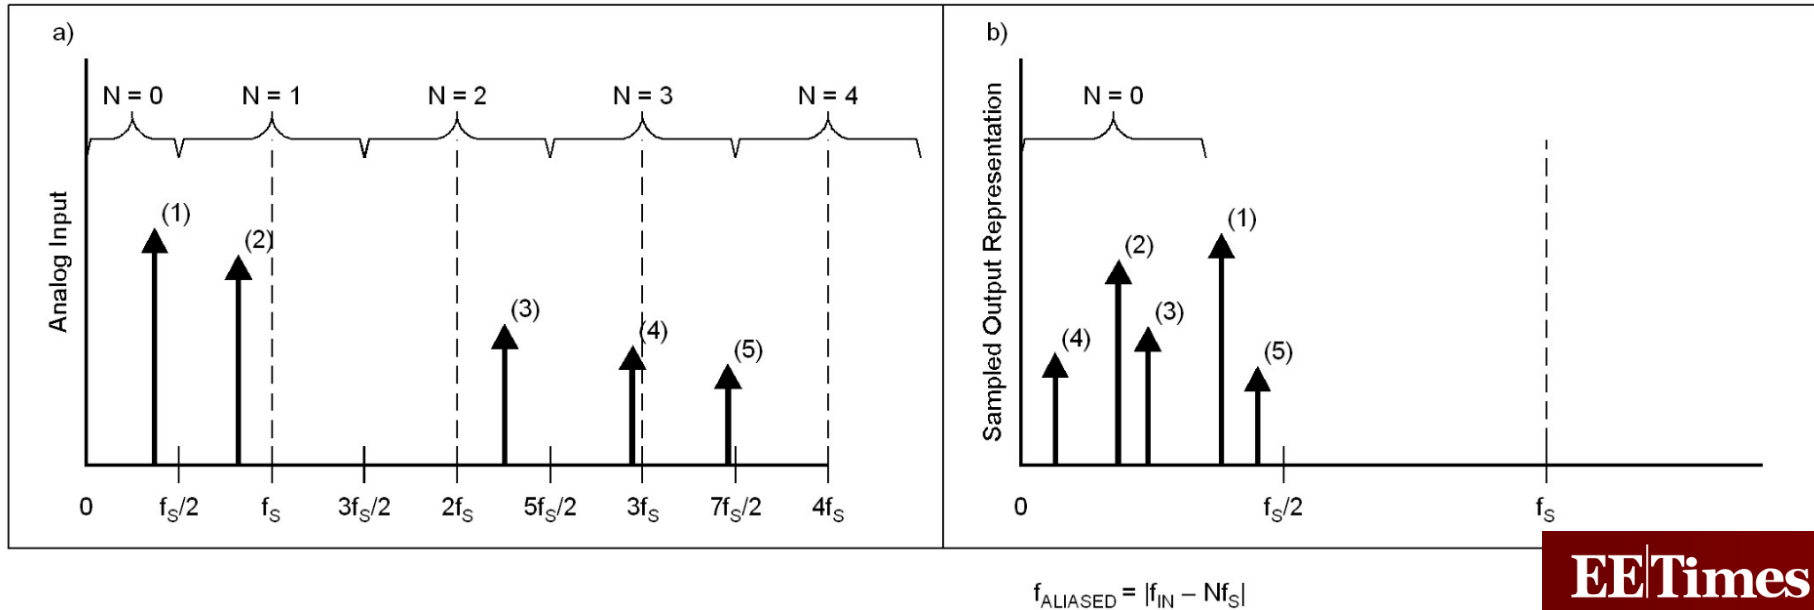 a)
N = 0 N = 1 N = 2 N = 3 N = 4
Analog Input
(1)
(2)
(3)
(4)
(5)
0 fS/2 fS 3fS/2 2fS 5fS/2 3fS 7fS/2 4fS
b)
N = 0
Sampled Output Representation
(1)
(2)
(3)
(4)
(5)
0 fS/2 fS
fALIASED = |fIN – NfS|
EE|Times